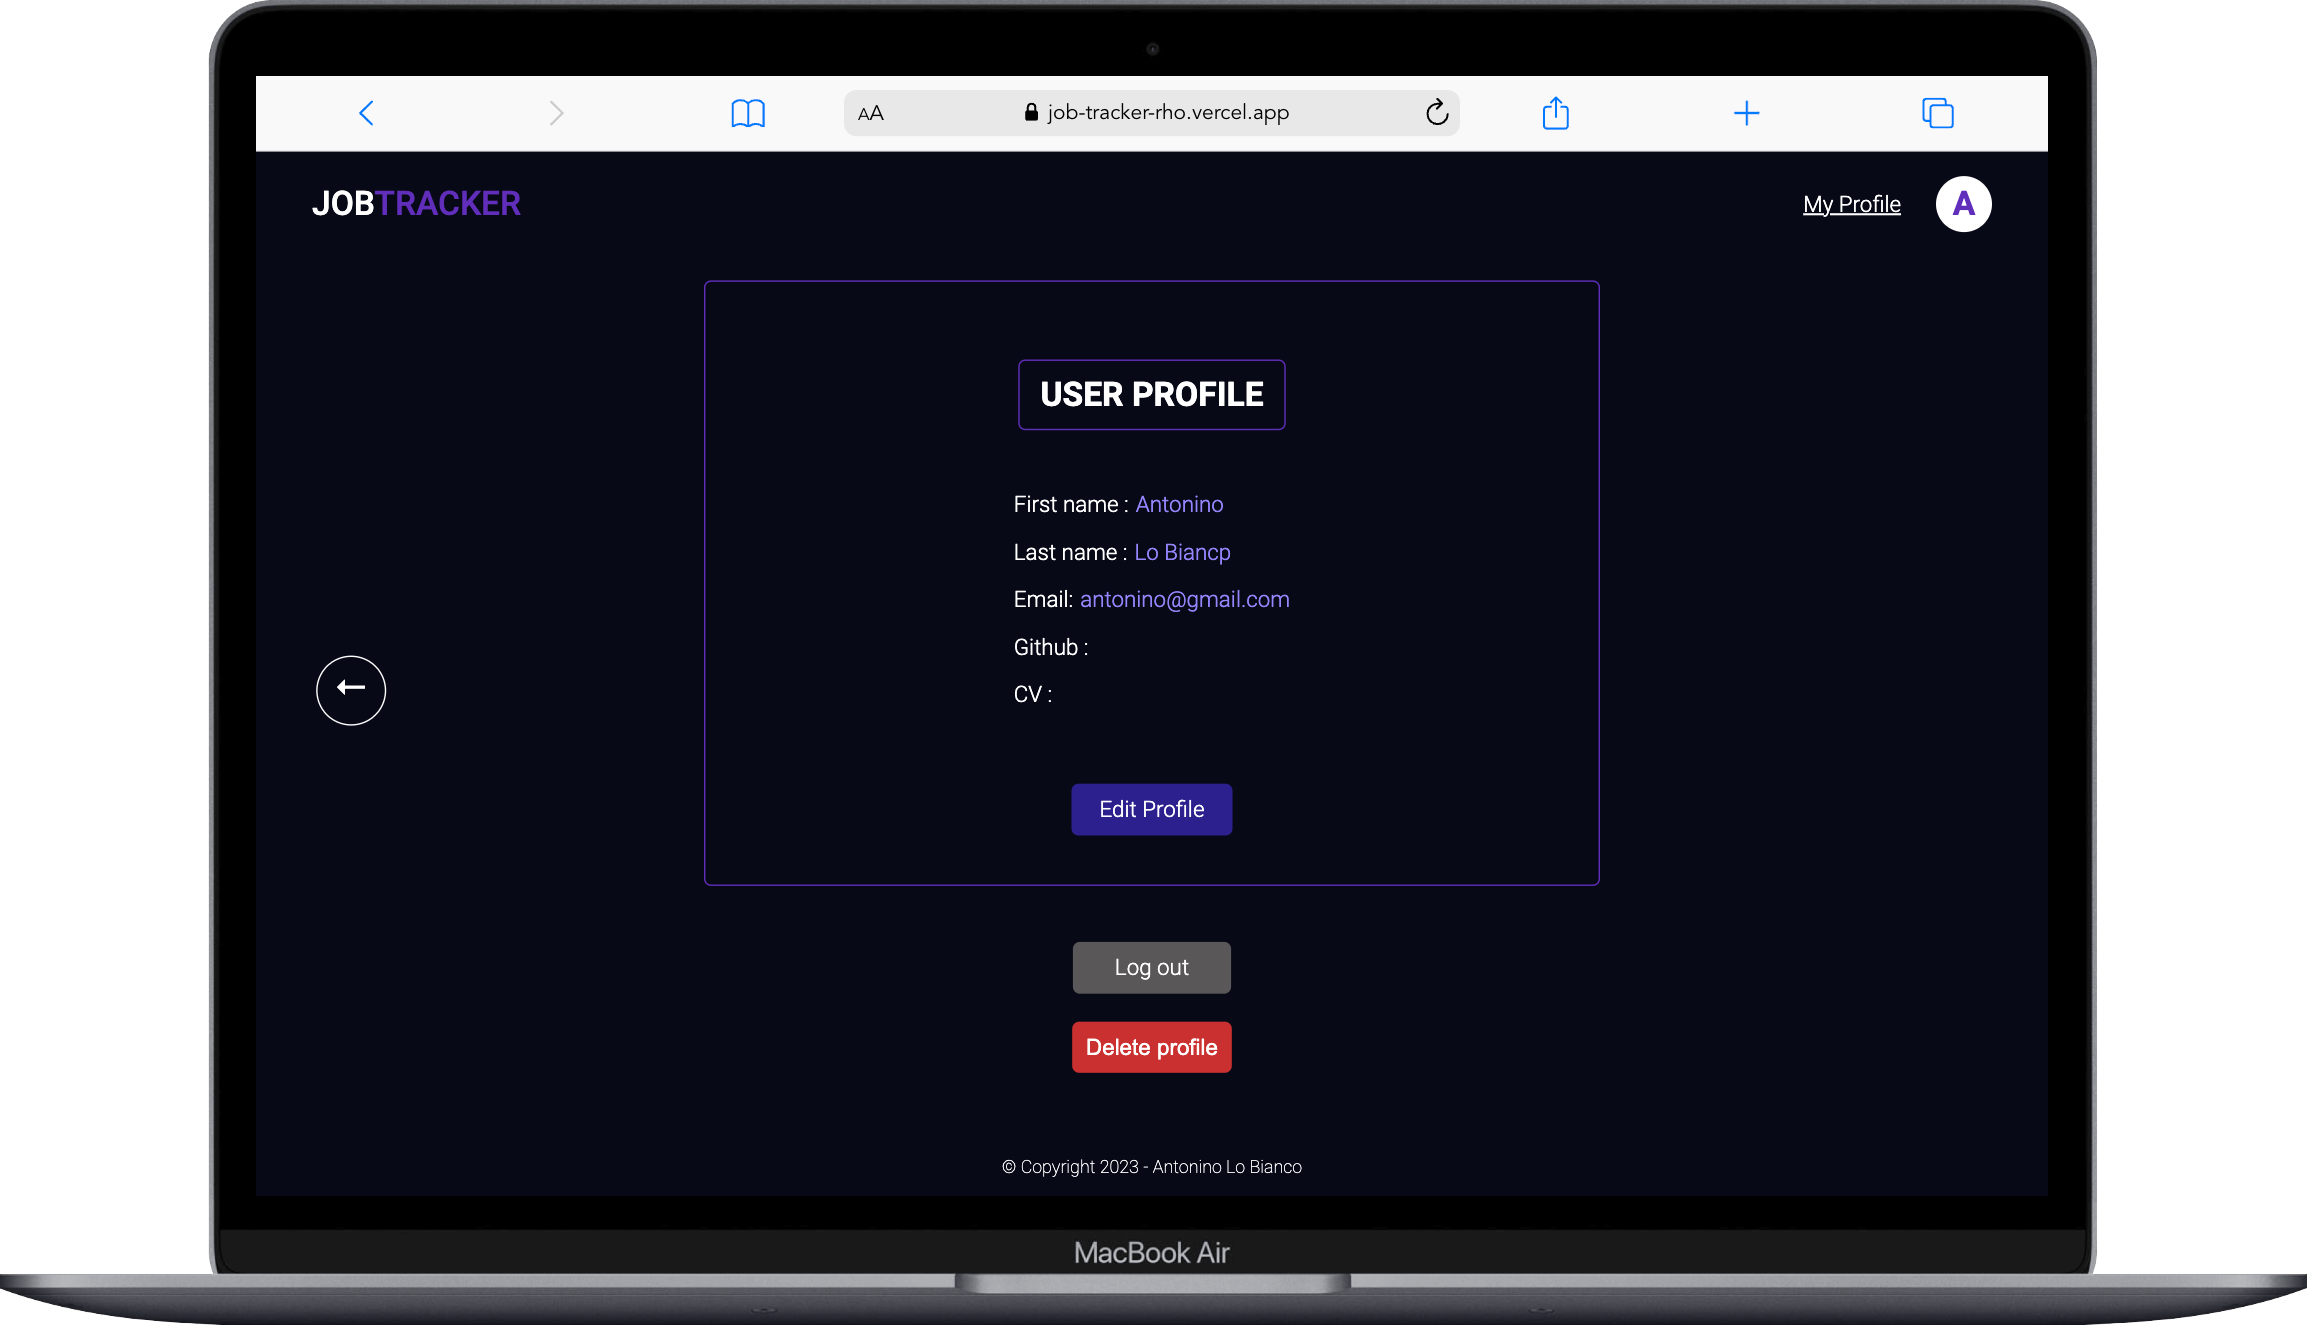 AA job-tracker-rho.vercel.app
JOBTRACKER
My Profile A
USER PROFILE
First name : Antonino
Last name : Lo Biancp
Email: antonino@gmail.com
Github :
CV :
Edit Profile
Log out
Delete profile
© Copyright 2023 - Antonino Lo Bianco
MacBook Air